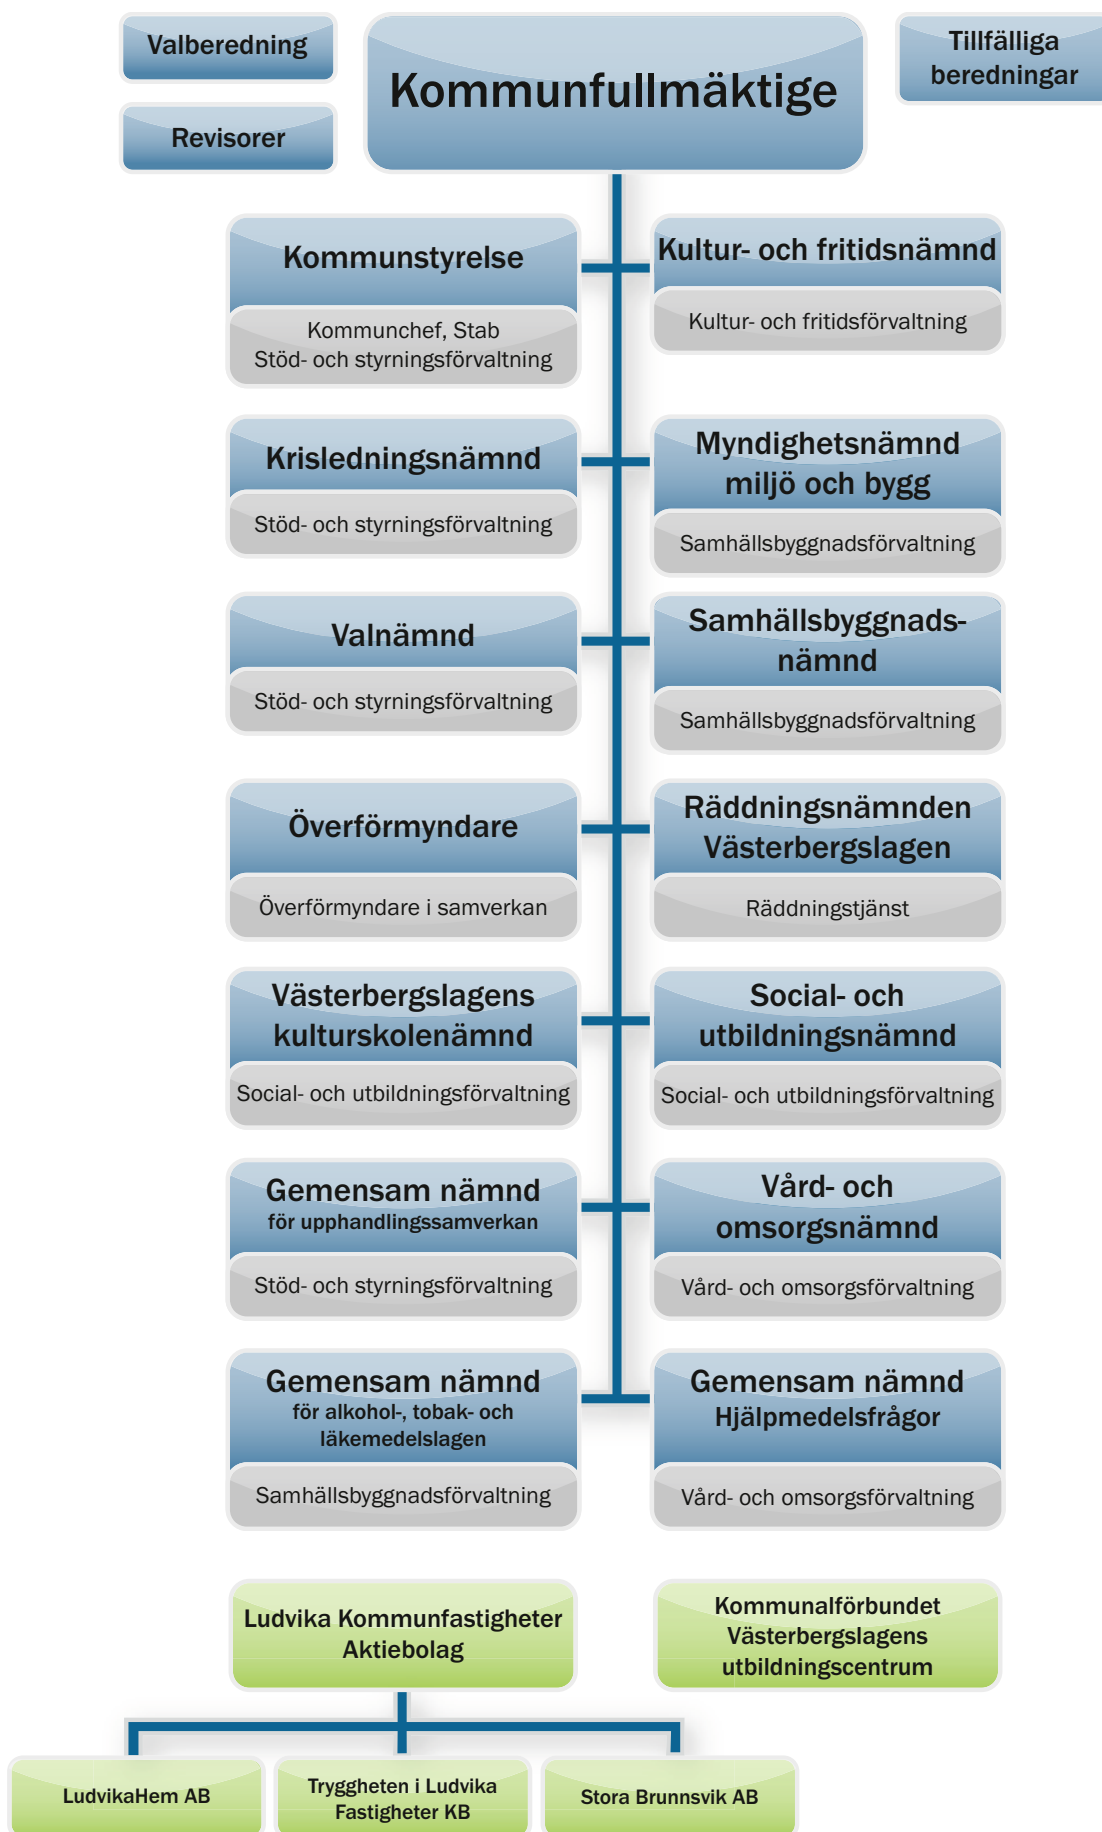 Valberedning
Revisorer
Kommunfullmäktige
Tillfälliga
beredningar
Kommunstyrelse
Kommunchef, Stab
Stöd- och styrningsförvaltning
Kultur- och fritidsnämnd
Kultur- och fritidsförvaltning
Krisledningsnämnd
Stöd- och styrningsförvaltning
Myndighetsnämnd
miljö och bygg
Samhällsbyggnadsförvaltning
Valnämnd
Stöd- och styrningsförvaltning
Samhällsbyggnads-
nämnd
Samhällsbyggnadsförvaltning
Överförmyndare
Överförmyndare i samverkan
Räddningsnämnden
Västerbergslagen
Räddningstjänst
Västerbergslagens
kulturskolenämnd
Social- och utbildningsförvaltning
Social- och
utbildningsnämnd
Social- och utbildningsförvaltning
Gemensam nämnd
för upphandlingssamverkan
Stöd- och styrningsförvaltning
Vård- och
omsorgsnämnd
Vård- och omsorgsförvaltning
Gemensam nämnd
för alkohol-, tobak- och
läkemedelslagen
Samhällsbyggnadsförvaltning
Gemensam nämnd
Hjälpmedelsfrågor
Vård- och omsorgsförvaltning
Ludvika Kommunfastigheter
Aktiebolag
Kommunalförbundet
Västerbergslagens
utbildningscentrum
LudvikaHem AB
Tryggheten i Ludvika
Fastigheter KB
Stora Brunnsvik AB